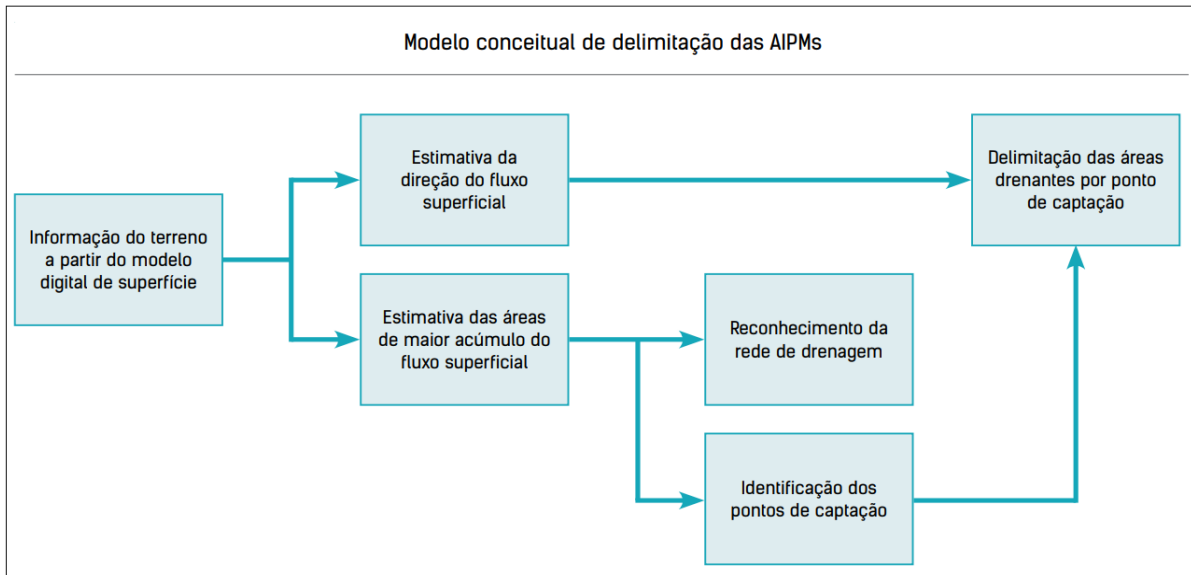 Modelo conceitual de delimitação das AIPMs
Informação do terreno
a partir do modelo
digital de superfície
Estimativa da
direção do fluxo
superficial
Estimativa das áreas
de maior acúmulo do
fluxo superficial
Reconhecimento da
rede de drenagem
Identificação dos
pontos de captação
Delimitação das áreas
drenantes por ponto
de captação